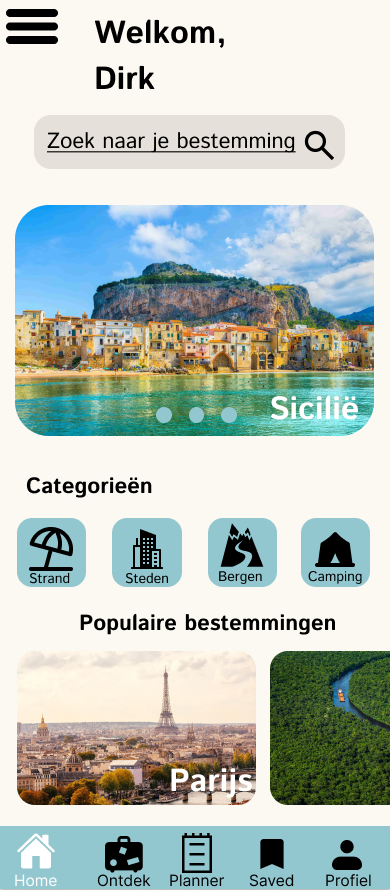 Welkom,
Dirk
Zoek naar je bestemming
Sicilië
Categorieën
Strand
Steden
Bergen
Camping
Populaire bestemmingen
Parijs
Home
Ontdek
Planner
Saved
Profiel